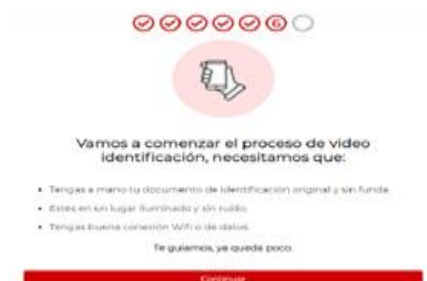 6
Vamos a comenzar el proceso de video
identificación, necesitamos que:
Tengas a mano tu documento de identificación original y sin funda.
Estés en un lugar iluminado y sin ruido.
Tengas buena conexión Wifi o de datos.
Te guiamos, ya queda poco.
Continuar